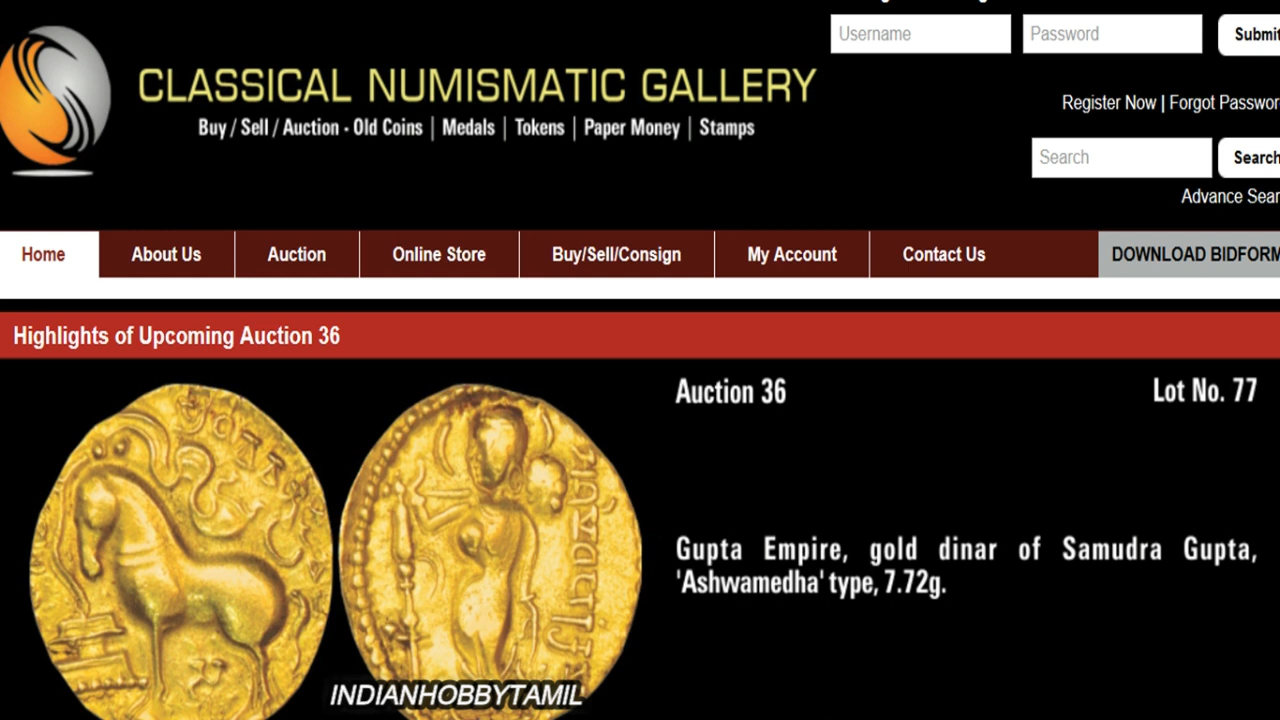 Username
Password
Submit
CLASSICAL NUMISMATIC GALLERY
Buy / Sell / Auction - Old Coins | Medals | Tokens | Paper Money | Stamps
Register Now | Forgot Passwor
Search
Search
Advance Sear
Home
About Us
Auction
Online Store
Buy/Sell/Consign
My Account
Contact Us
DOWNLOAD BIDFORM
Highlights of Upcoming Auction 36
Auction 36
Lot No. 77
Gupta Empire, gold dinar of Samudra Gupta,
'Ashwamedha' type, 7.72g.
INDIANHOBBYTAMIL